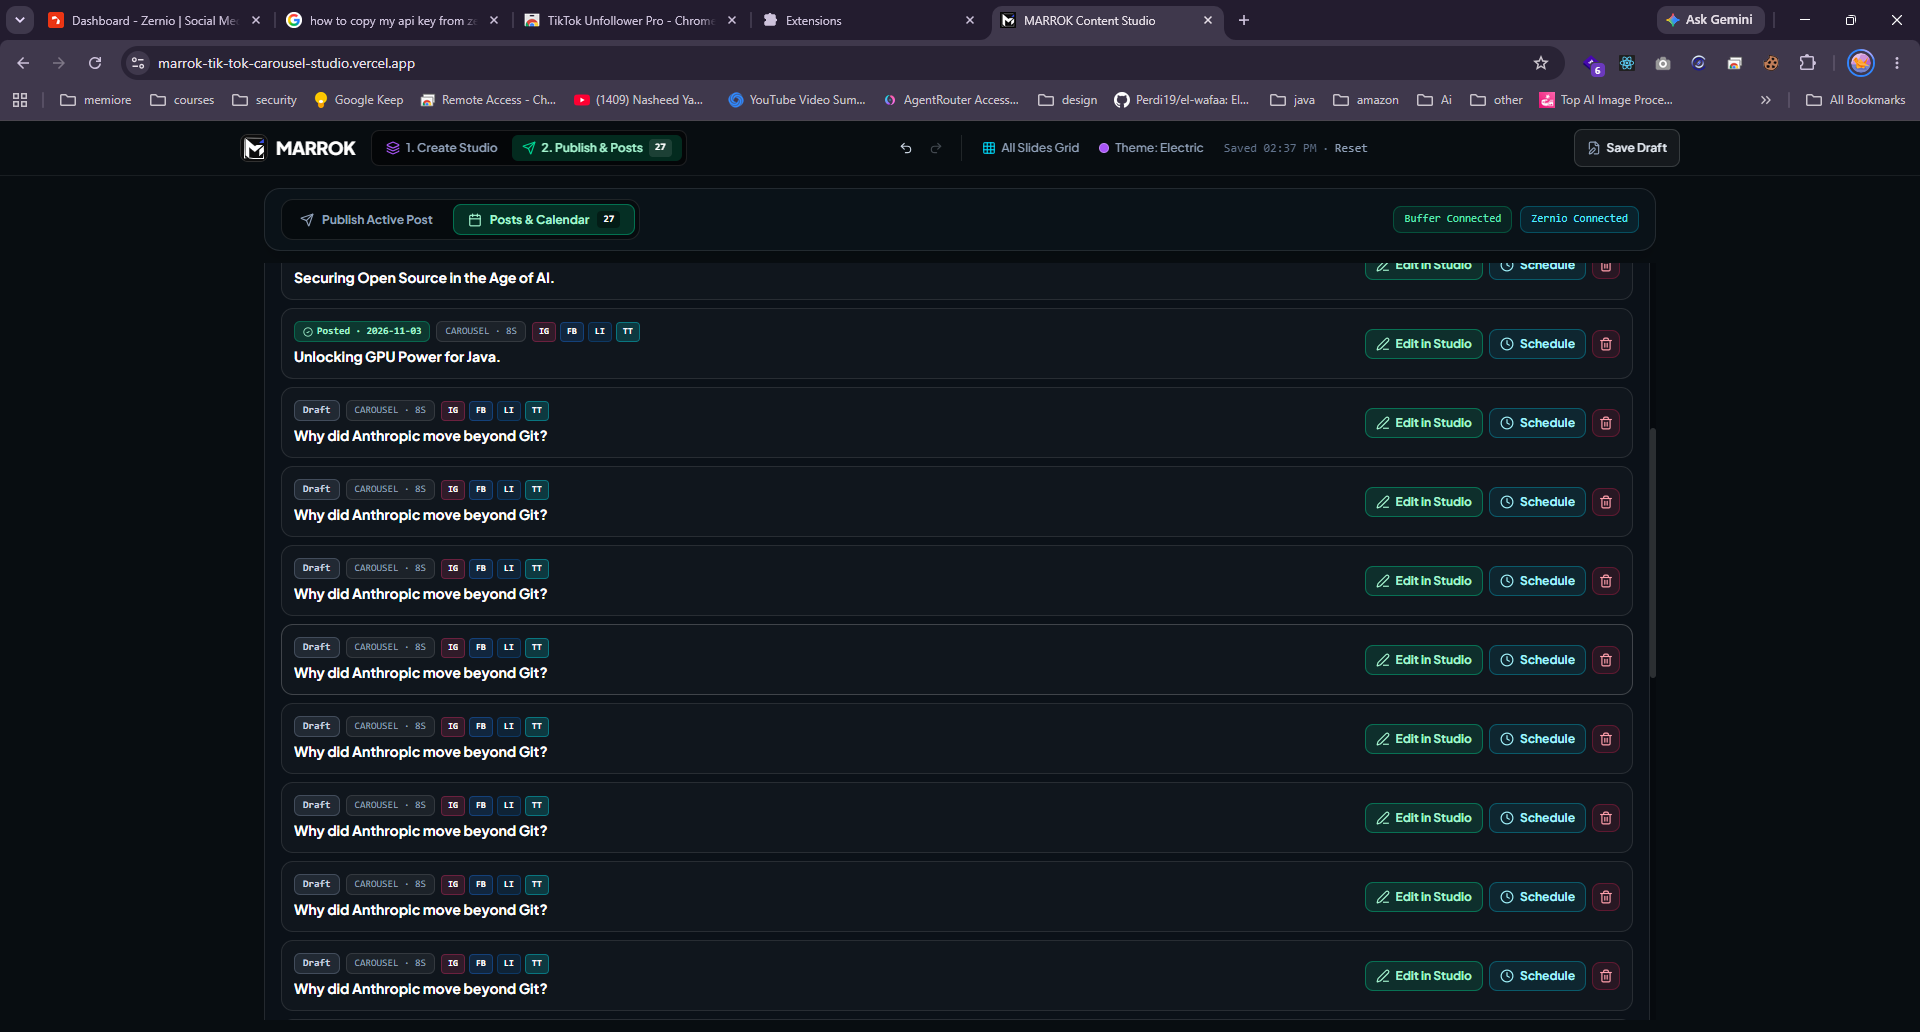 Dashboard - Zernio | Social Me
how to copy my api key from ze
TikTok Unfollower Pro - Chrome
Extensions
MARROK Content Studio
Ask Gemini
marrok-tik-tok-carousel-studio.vercel.app
6
memiore
courses
security
Google Keep
Remote Access - Ch...
(1409) Nasheed Ya...
YouTube Video Sum...
AgentRouter Access...
design
Perdi19/el-wafaa: El...
java
amazon
Ai
other
Top AI Image Proce...
All Bookmarks
MARROK
1. Create Studio
2. Publish & Posts 27
All Slides Grid
Theme: Electric
Saved 02:37 PM · Reset
Save Draft
Publish Active Post
Posts & Calendar 27
Buffer Connected
Zernio Connected
Securing Open Source in the Age of AI.
Edit in Studio
Schedule
Posted · 2026-11-03 CAROUSEL · 8S IG FB LI TT
Unlocking GPU Power for Java.
Edit in Studio
Schedule
Draft CAROUSEL · 8S IG FB LI TT
Why did Anthropic move beyond Git?
Edit in Studio
Schedule
Draft CAROUSEL · 8S IG FB LI TT
Why did Anthropic move beyond Git?
Edit in Studio
Schedule
Draft CAROUSEL · 8S IG FB LI TT
Why did Anthropic move beyond Git?
Edit in Studio
Schedule
Draft CAROUSEL · 8S IG FB LI TT
Why did Anthropic move beyond Git?
Edit in Studio
Schedule
Draft CAROUSEL · 8S IG FB LI TT
Why did Anthropic move beyond Git?
Edit in Studio
Schedule
Draft CAROUSEL · 8S IG FB LI TT
Why did Anthropic move beyond Git?
Edit in Studio
Schedule
Draft CAROUSEL · 8S IG FB LI TT
Why did Anthropic move beyond Git?
Edit in Studio
Schedule
Draft CAROUSEL · 8S IG FB LI TT
Why did Anthropic move beyond Git?
Edit in Studio
Schedule